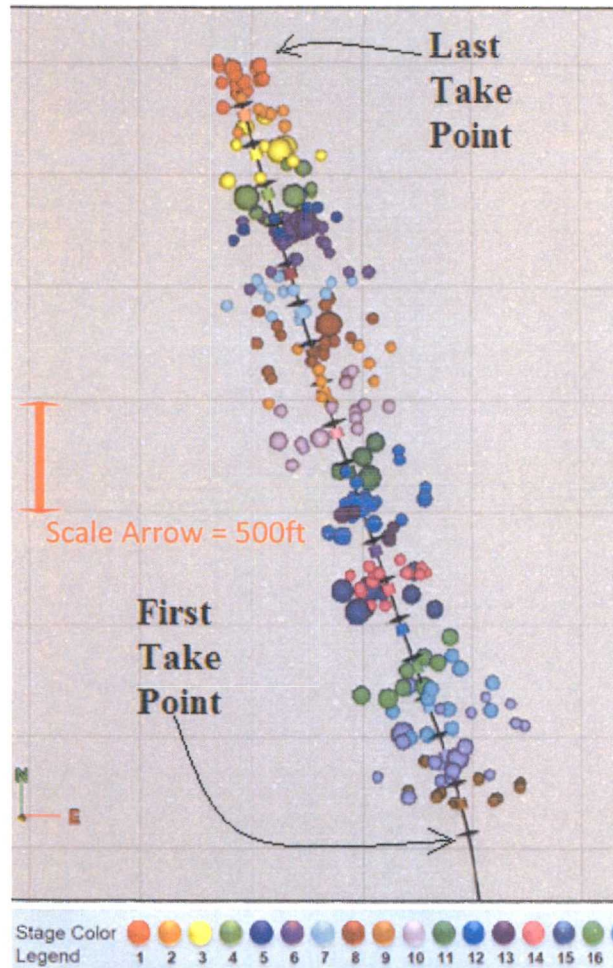 Last
Take
Point
Scale Arrow = 500ft
First
Take
Point
N
E
Stage Color
Legend
1 2 3 4 5 6 7 8 9 10 11 12 13 14 15 16